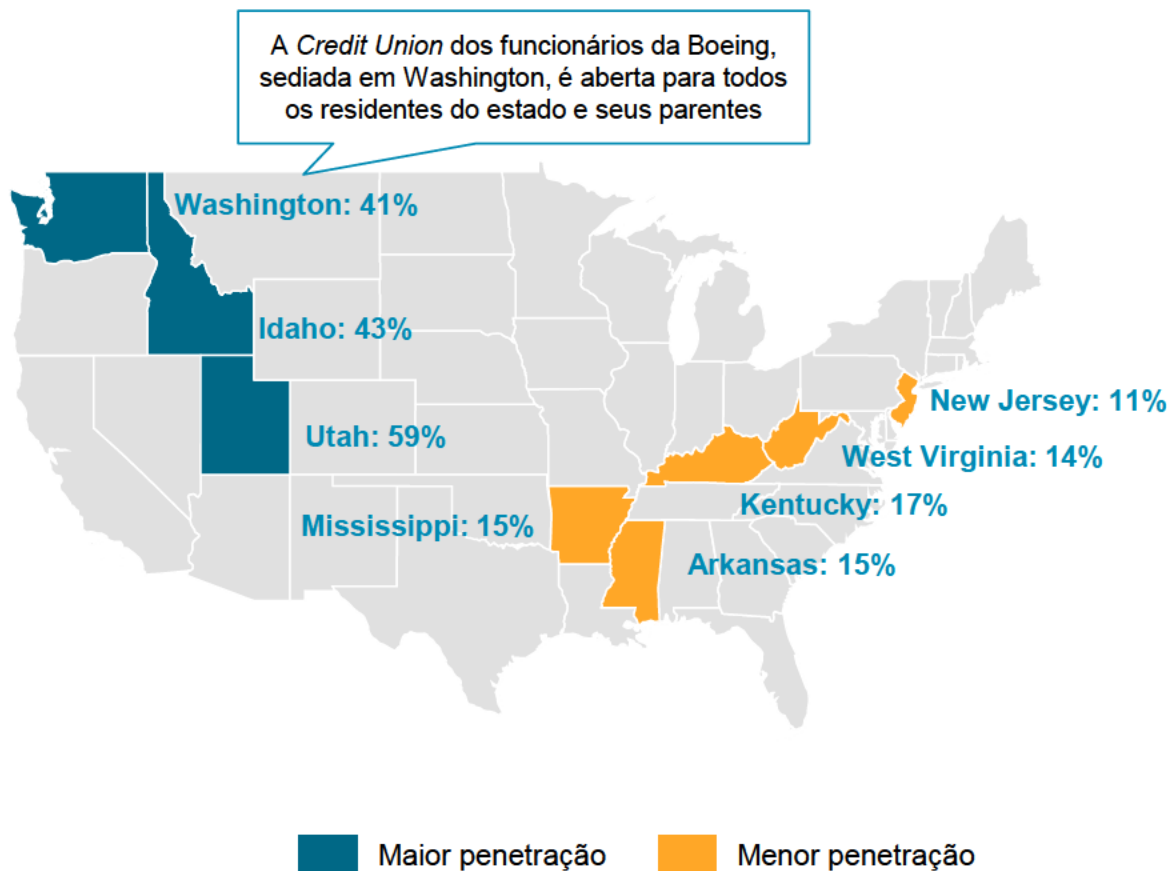 A Credit Union dos funcionários da Boeing,
sediada em Washington, é aberta para todos
os residentes do estado e seus parentes
Washington: 41%
Idaho: 43%
New Jersey: 11%
Utah: 59%
West Virginia: 14%
Kentucky: 17%
Mississippi: 15%
Arkansas: 15%
Maior penetração
Menor penetração